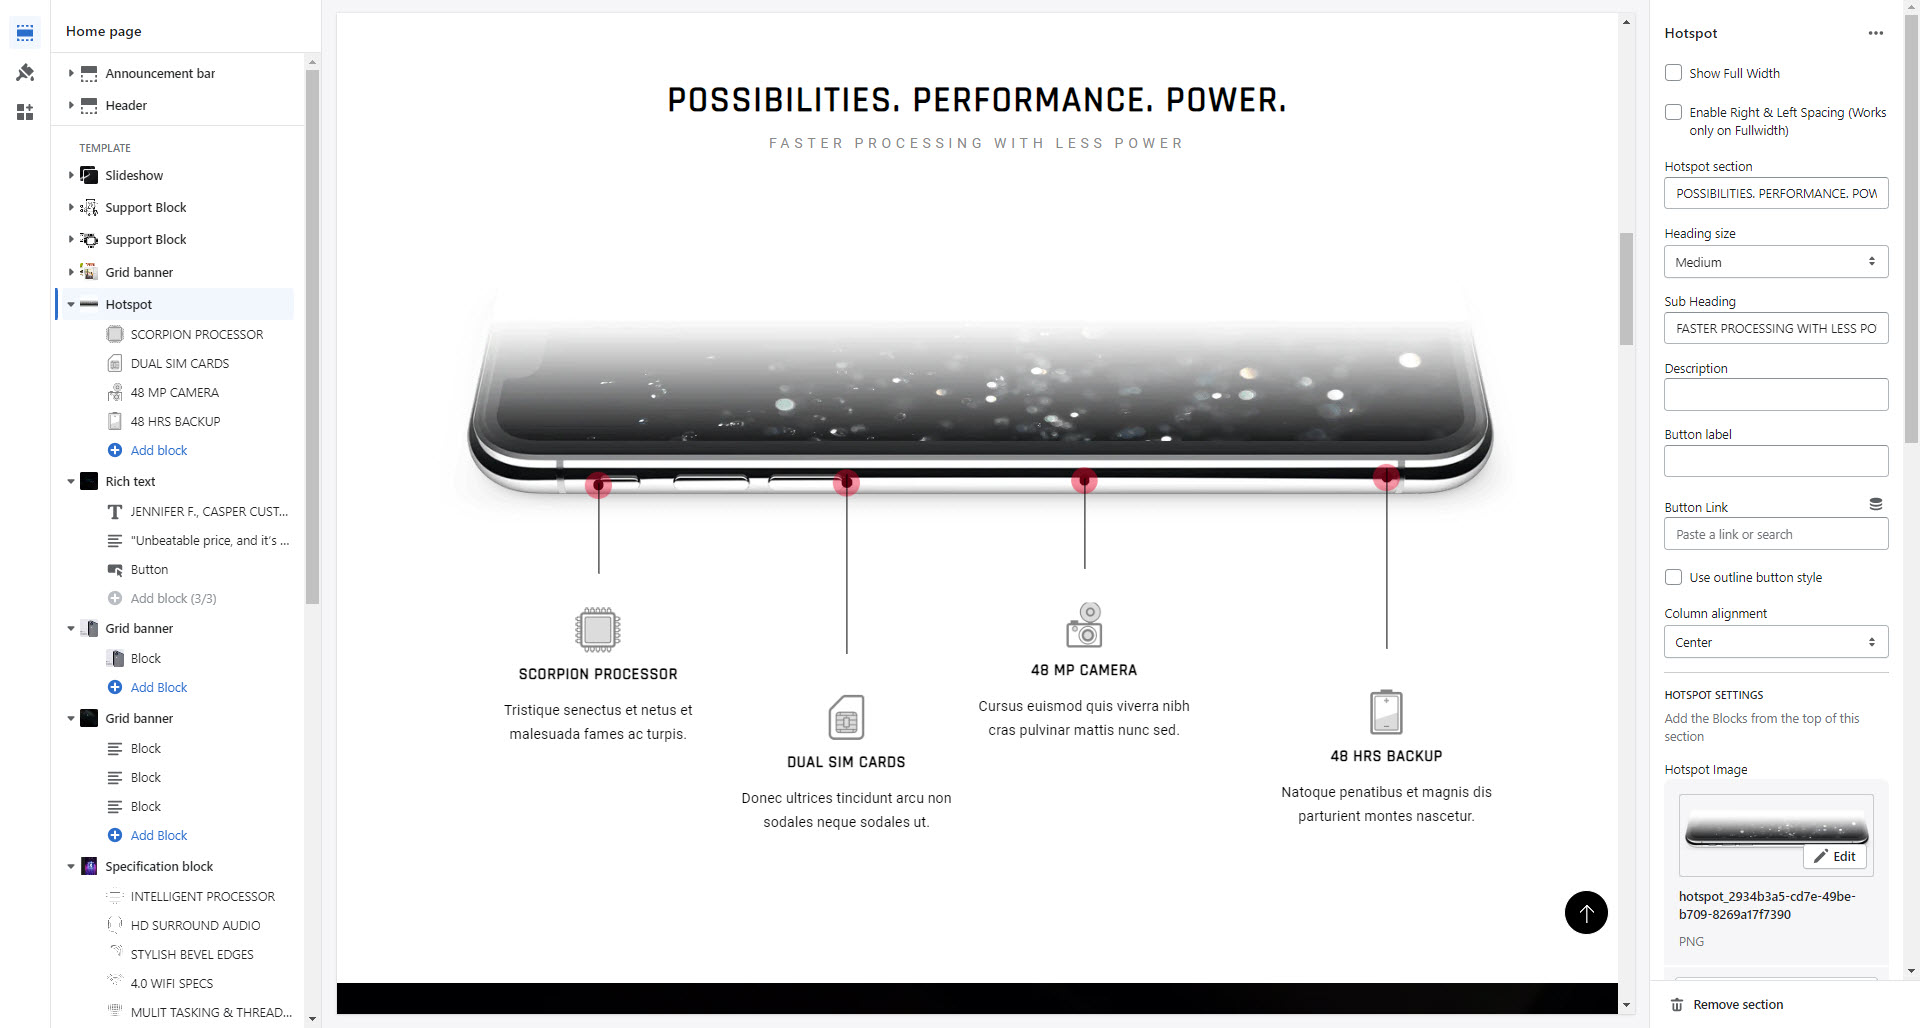 Home page
Announcement bar
Header
TEMPLATE
Slideshow
Support Block
Support Block
Grid banner
Hotspot
SCORPION PROCESSOR
DUAL SIM CARDS
48 MP CAMERA
48 HRS BACKUP
Add block
Rich text
JENNIFER F., CASPER CUST...
"Unbeatable price, and it's ...
Button
Add block (3/3)
Grid banner
Block
Add Block
Grid banner
Block
Block
Block
Add Block
Specification block
INTELLIGENT PROCESSOR
HD SURROUND AUDIO
STYLISH BEVEL EDGES
4.0 WIFI SPECS
MULIT TASKING & THREAD...
POSSIBILITIES. PERFORMANCE. POWER.
FASTER PROCESSING WITH LESS POWER
SCORPION PROCESSOR
Tristique senectus et netus et
malesuada fames ac turpis.
DUAL SIM CARDS
Donec ultrices tincidunt arcu non
sodales neque sodales ut.
48 MP CAMERA
Cursus euismod quis viverra nibh
cras pulvinar mattis nunc sed.
48 HRS BACKUP
Natoque penatibus et magnis dis
parturient montes nascetur.
Hotspot
Show Full Width
Enable Right & Left Spacing (Works
only on Fullwidth)
Hotspot section
POSSIBILITIES. PERFORMANCE. POW
Heading size
Medium
Sub Heading
FASTER PROCESSING WITH LESS PO
Description
Button label
Button Link
Paste a link or search
Use outline button style
Column alignment
Center
HOTSPOT SETTINGS
Add the Blocks from the top of this
section
Hotspot Image
Edit
hotspot_2934b3a5-cd7e-49be-
b709-8269a17f7390
PNG
Remove section